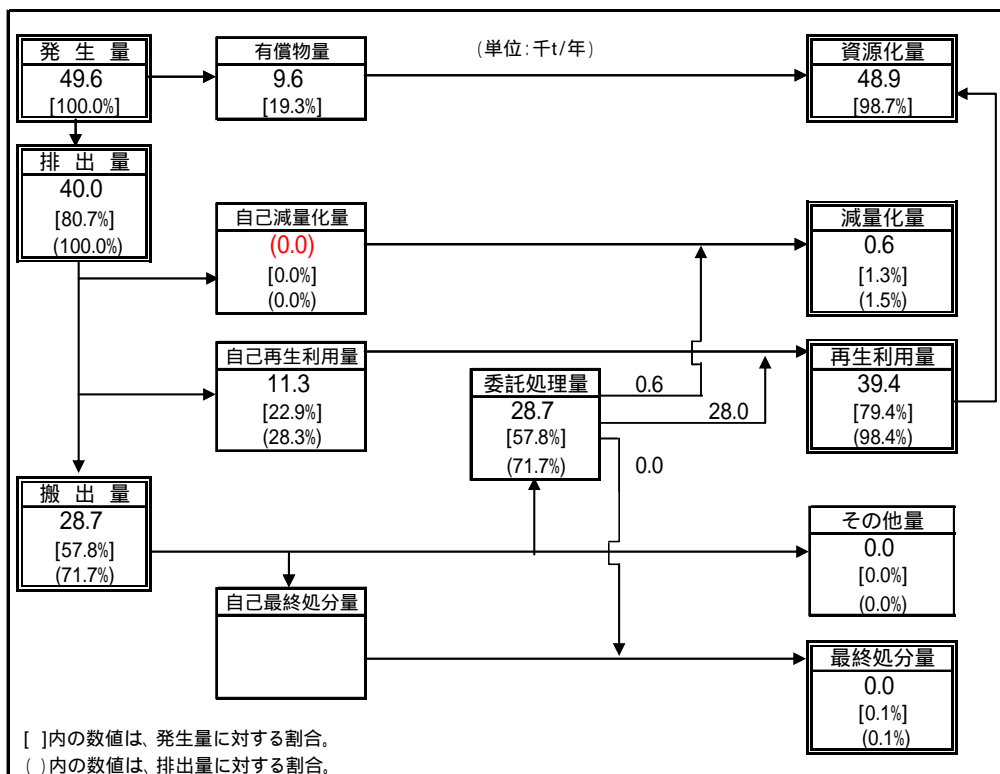 発 生 量
49.6
[100.0%]
有償物量
9.6
[19.3%]
(単位:千t/年)
資源化量
48.9
[98.7%]
排 出 量
40.0
[80.7%]
(100.0%)
自己減量化量
(0.0)
[0.0%]
(0.0%)
減量化量
0.6
[1.3%]
(1.5%)
自己再生利用量
11.3
[22.9%]
(28.3%)
委託処理量
28.7
[57.8%]
(71.7%)
0.6
28.0
0.0
再生利用量
39.4
[79.4%]
(98.4%)
搬 出 量
28.7
[57.8%]
(71.7%)
その他量
0.0
[0.0%]
(0.0%)
自己最終処分量
最終処分量
0.0
[0.1%]
(0.1%)
[ ]内の数値は、発生量に対する割合。
( )内の数値は、排出量に対する割合。